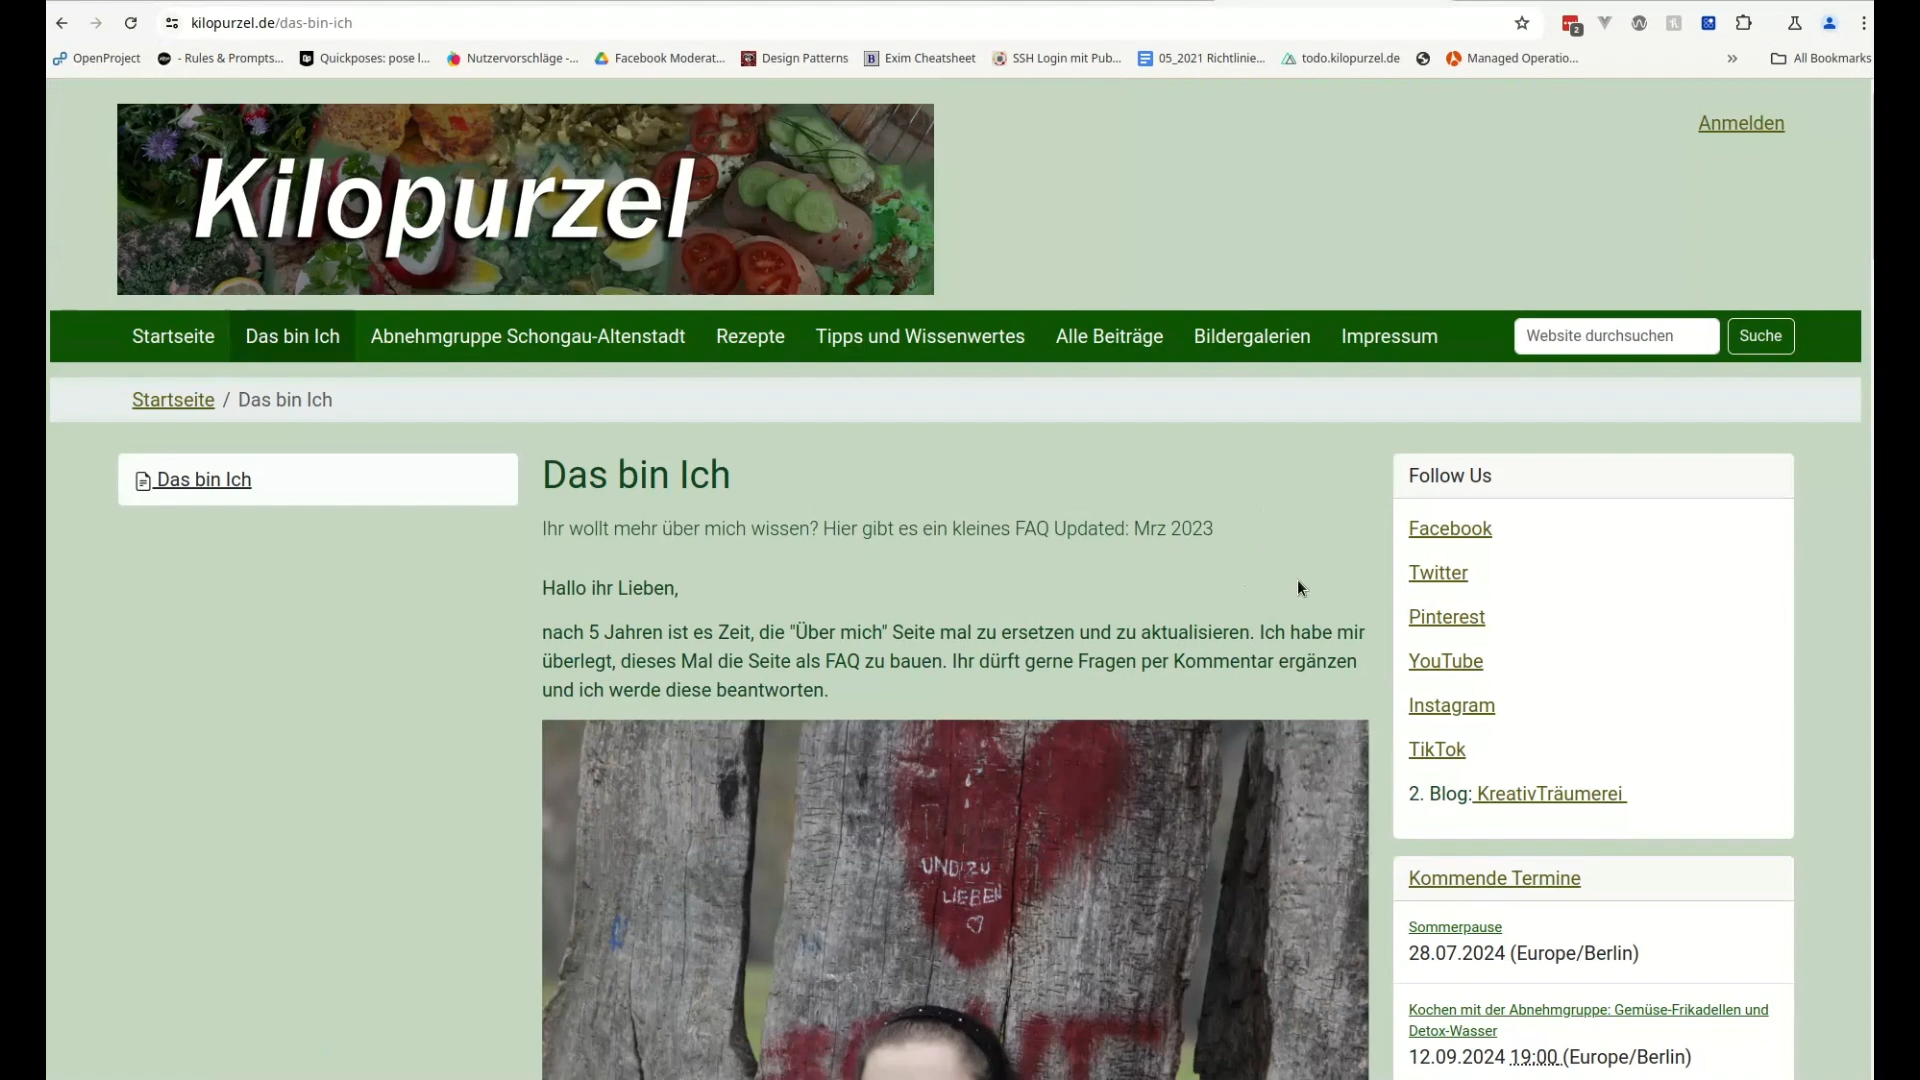 kilopurzel.de/das-bin-ich
2
OpenProject
- Rules & Prompts...
Quickposes: pose l...
Nutzervorschläge -...
Facebook Moderat...
Design Patterns
B
Exim Cheatsheet
SSH Login mit Pub...
05_2021 Richtlinie...
todo.kilopurzel.de
Managed Operatio...
»
All Bookmarks
Kilopurzel
Anmelden
Startseite
Das bin Ich
Abnehmgruppe Schongau-Altenstadt
Rezepte
Tipps und Wissenwertes
Alle Beiträge
Bildergalerien
Impressum
Website durchsuchen
Suche
Startseite / Das bin Ich
Das bin Ich
Das bin Ich
Ihr wollt mehr über mich wissen? Hier gibt es ein kleines FAQ Updated: Mrz 2023
Hallo ihr Lieben,
nach 5 Jahren ist es Zeit, die "Über mich" Seite mal zu ersetzen und zu aktualisieren. Ich habe mir
überlegt, dieses Mal die Seite als FAQ zu bauen. Ihr dürft gerne Fragen per Kommentar ergänzen
und ich werde diese beantworten.
UND ZU
LIEBEN
Follow Us
Facebook
Twitter
Pinterest
YouTube
Instagram
TikTok
2. Blog: KreativTräumerei
Kommende Termine
Sommerpause
28.07.2024 (Europe/Berlin)
Kochen mit der Abnehmgruppe: Gemüse-Frikadellen und
Detox-Wasser
12.09.2024 19:00 (Europe/Berlin)